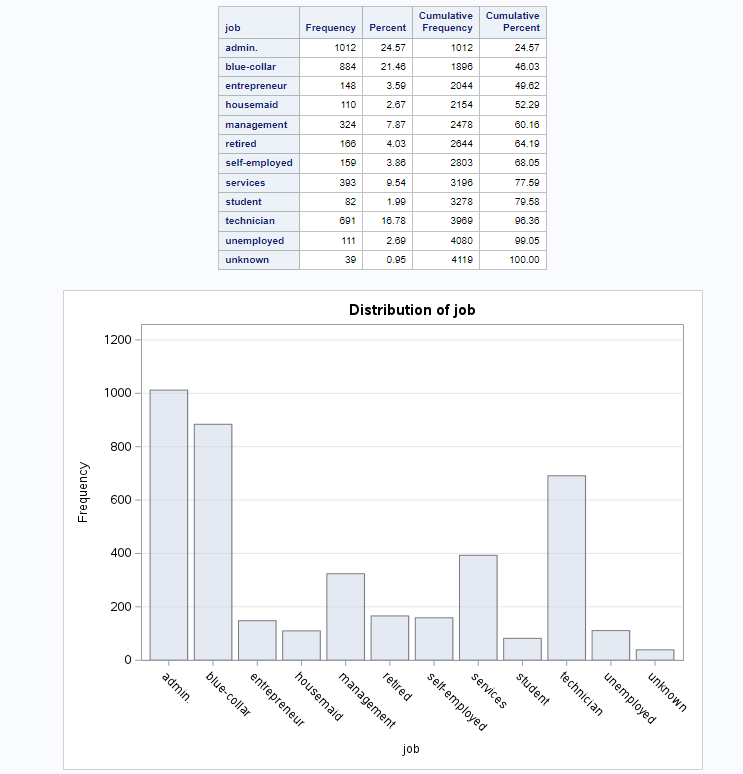 Cumulative Cumulative
job Frequency Percent Frequency Percent
admin. 1012 24.57 1012 24.57
blue-collar 884 21.46 1896 46.03
entrepreneur 148 3.59 2044 49.62
housemaid 110 2.67 2154 52.29
management 324 7.87 2478 60.16
retired 166 4.03 2644 64.19
self-employed 159 3.86 2803 68.05
services 393 9.54 3196 77.59
student 82 1.99 3278 79.58
technician 691 16.78 3969 96.36
unemployed 111 2.69 4080 99.05
unknown 39 0.95 4119 100.00
Distribution of job
1200
1000
800
600
400
200
0
Frequency
admin. blue-collar entrepreneur housemaid management retired self-employed services student technician unemployed unknown
job